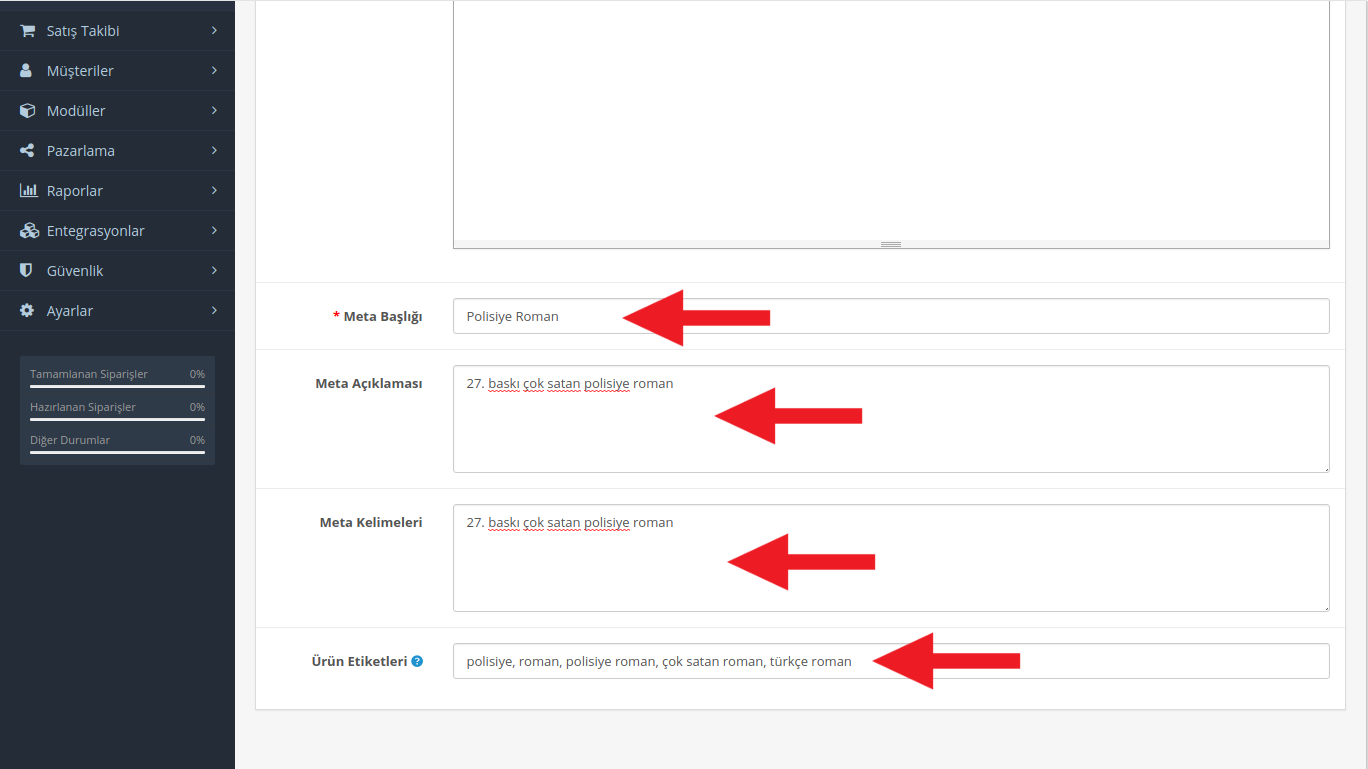 Satış Takibi
Müşteriler
Modüller
Pazarlama
Raporlar
Entegrasyonlar
Güvenlik
Ayarlar
Tamamlanan Siparişler 0%
Hazırlanan Siparişler 0%
Diğer Durumlar 0%
* Meta Başlığı Polisiye Roman
Meta Açıklaması 27. baskı çok satan polisiye roman
Meta Kelimeleri 27. baskı çok satan polisiye roman
Ürün Etiketleri ? polisiye, roman, polisiye roman, çok satan roman, türkçe roman